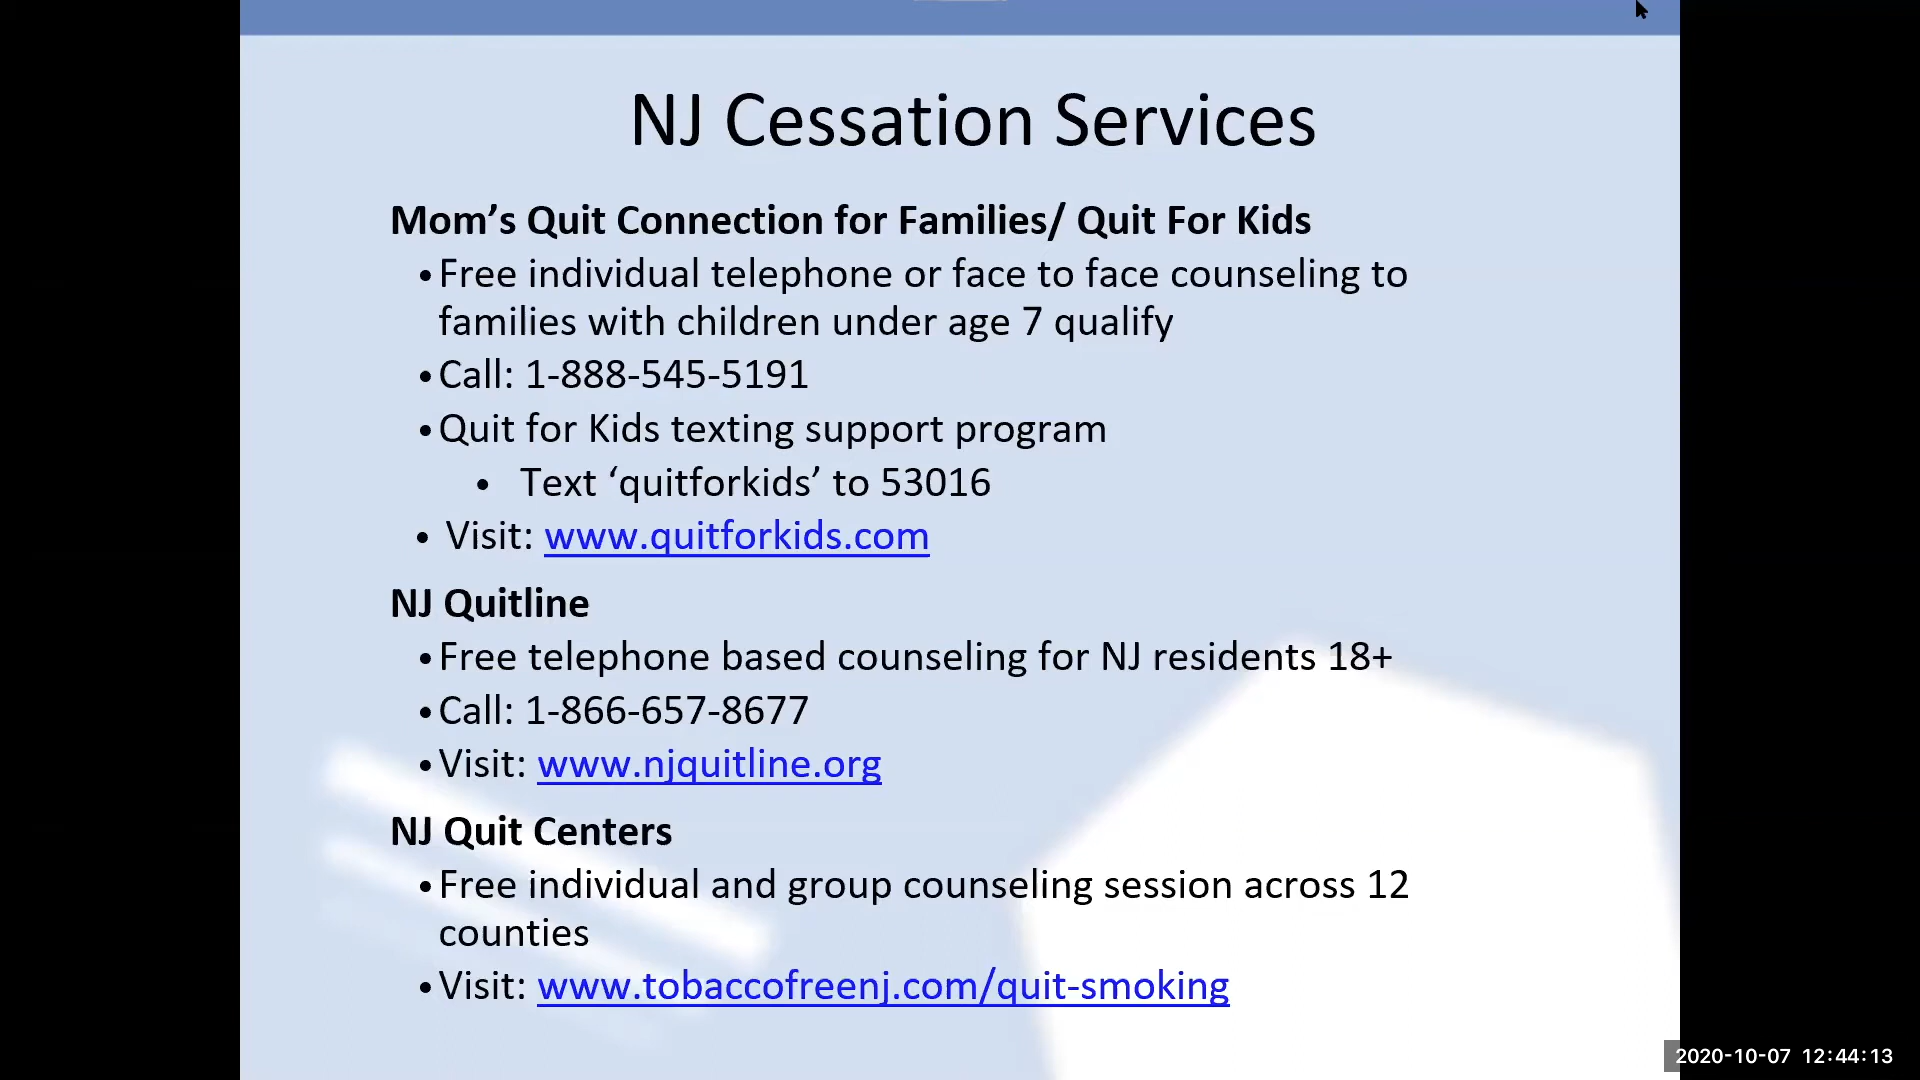 NJ Cessation Services
Mom’s Quit Connection for Families/ Quit For Kids
•Free individual telephone or face to face counseling to
families with children under age 7 qualify
•Call: 1-888-545-5191
•Quit for Kids texting support program
• Text ‘quitforkids’ to 53016
• Visit: www.quitforkids.com
NJ Quitline
•Free telephone based counseling for NJ residents 18+
•Call: 1-866-657-8677
•Visit: www.njquitline.org
NJ Quit Centers
•Free individual and group counseling session across 12
counties
•Visit: www.tobaccofreenj.com/quit-smoking
2020-10-07 12:44:13